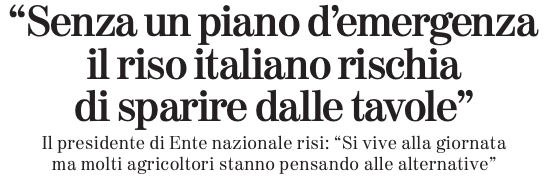 “Senza un piano d’emergenza
il riso italiano rischia
di sparire dalle tavole”
Il presidente di Ente nazionale risi: “Si vive alla giornata
ma molti agricoltori stanno pensando alle alternative”